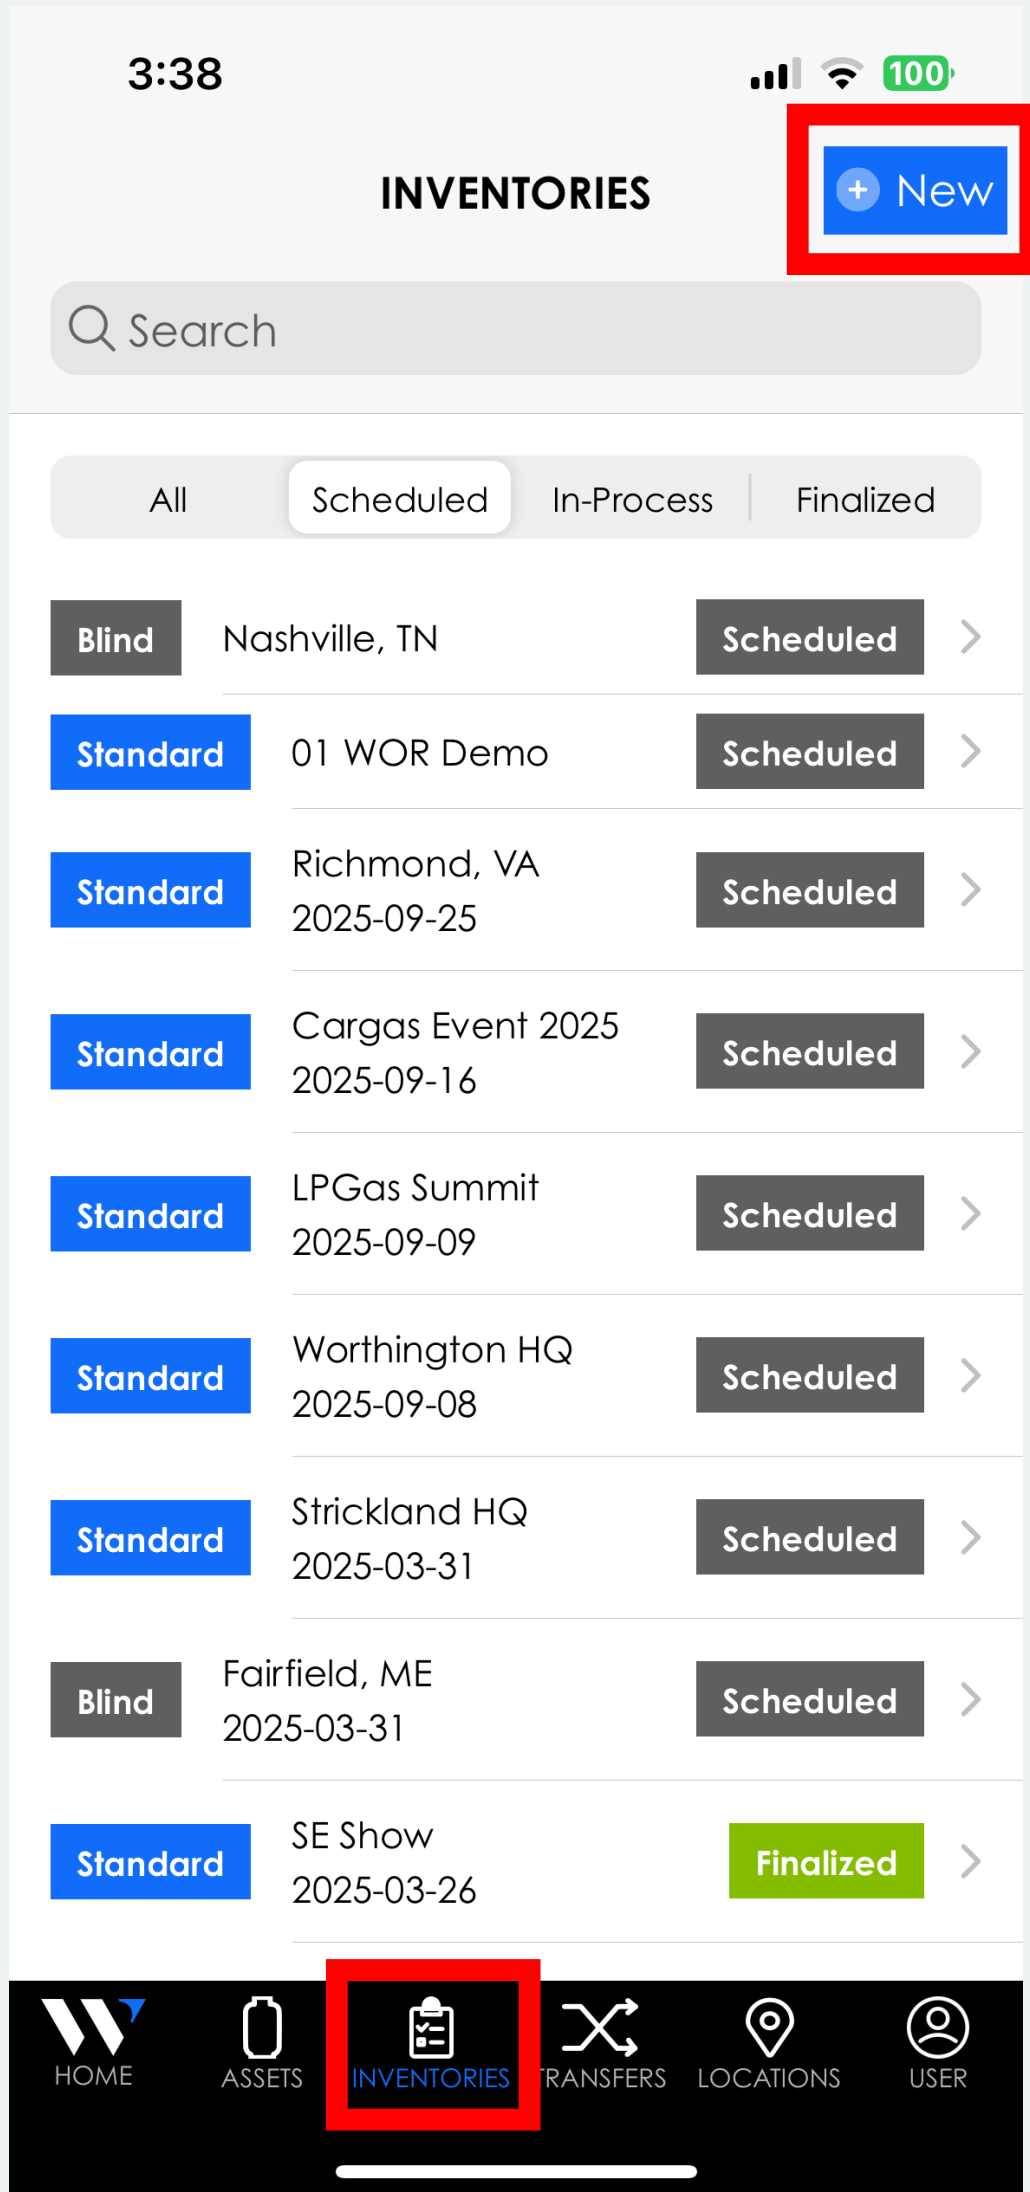 3:38
100
INVENTORIES
+ New
Search
All Scheduled In-Process Finalized
Blind Nashville, TN Scheduled
Standard 01 WOR Demo Scheduled
Richmond, VA
Standard Scheduled
2025-09-25
Cargas Event 2025
Standard Scheduled
2025-09-16
LPGas Summit
Standard Scheduled
2025-09-09
Worthington HQ
Standard Scheduled
2025-09-08
Strickland HQ
Standard Scheduled
2025-03-31
Fairfield, ME
Blind Scheduled
2025-03-31
SE Show
Standard Finalized
2025-03-26
HOME ASSETS INVENTORIES TRANSFERS LOCATIONS USER